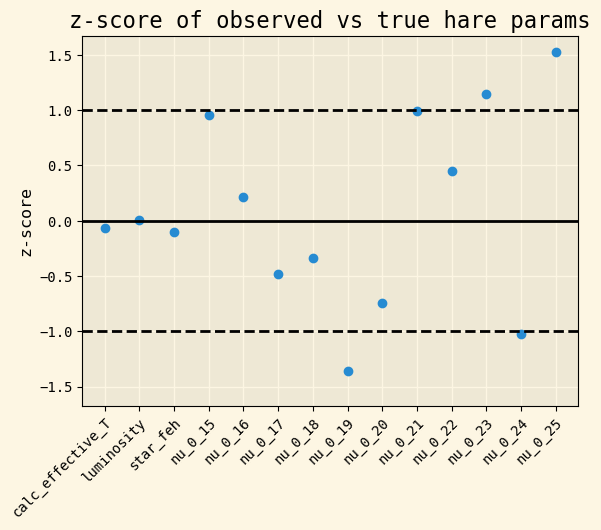 z-score of observed vs true hare params
z-score
1.5
1.0
0.5
0.0
−0.5
−1.0
−1.5
calc_effective_T
luminosity
star_feh
nu_0_15
nu_0_16
nu_0_17
nu_0_18
nu_0_19
nu_0_20
nu_0_21
nu_0_22
nu_0_23
nu_0_24
nu_0_25